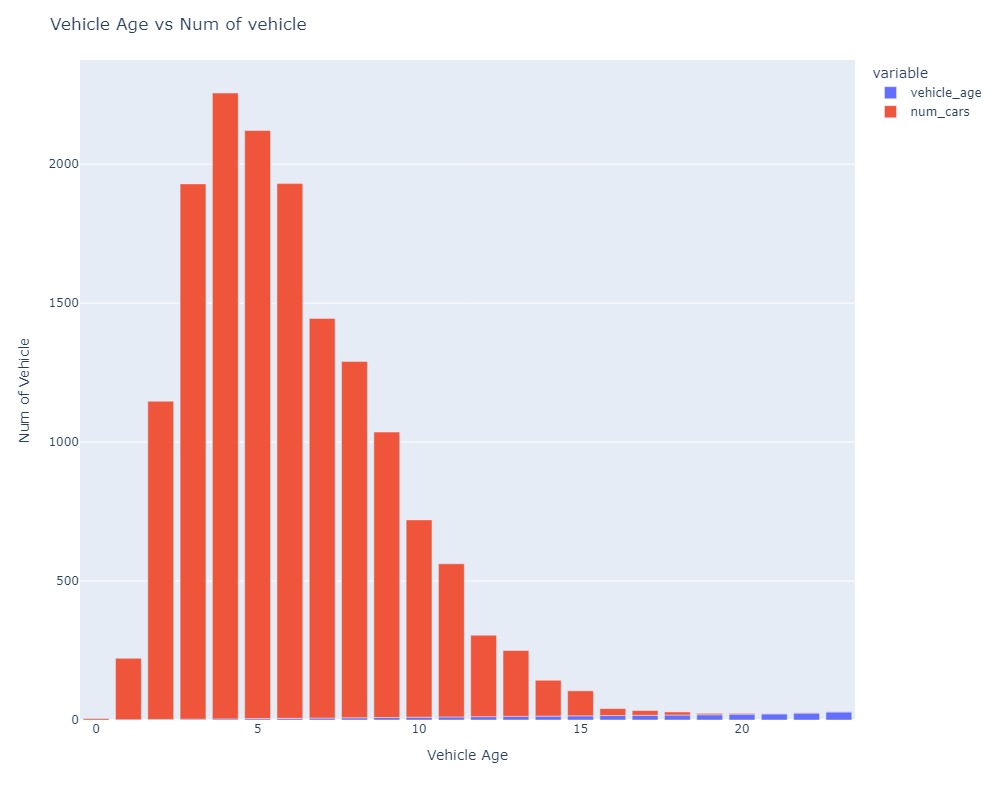 Vehicle Age vs Num of vehicle
variable
vehicle_age
num_cars
2000
1500
1000
500
0
Num of Vehicle
0 5 10 15 20
Vehicle Age